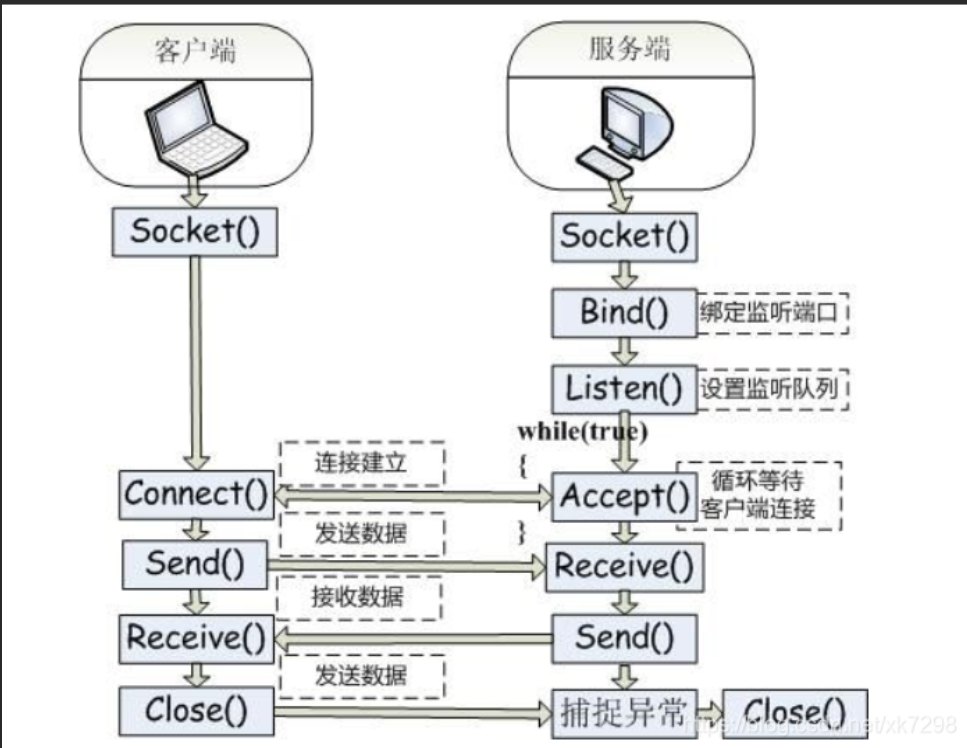 客户端
服务端
Socket()
Socket()
Bind()
绑定监听端口
Listen()
设置监听队列
while(true)
{
连接建立
Connect()
Accept()
循环等待
客户端连接
发送数据
}
Send()
Receive()
接收数据
Receive()
Send()
发送数据
Close()
捕捉异常
Close()
https://blog.csdn.net/xk7298